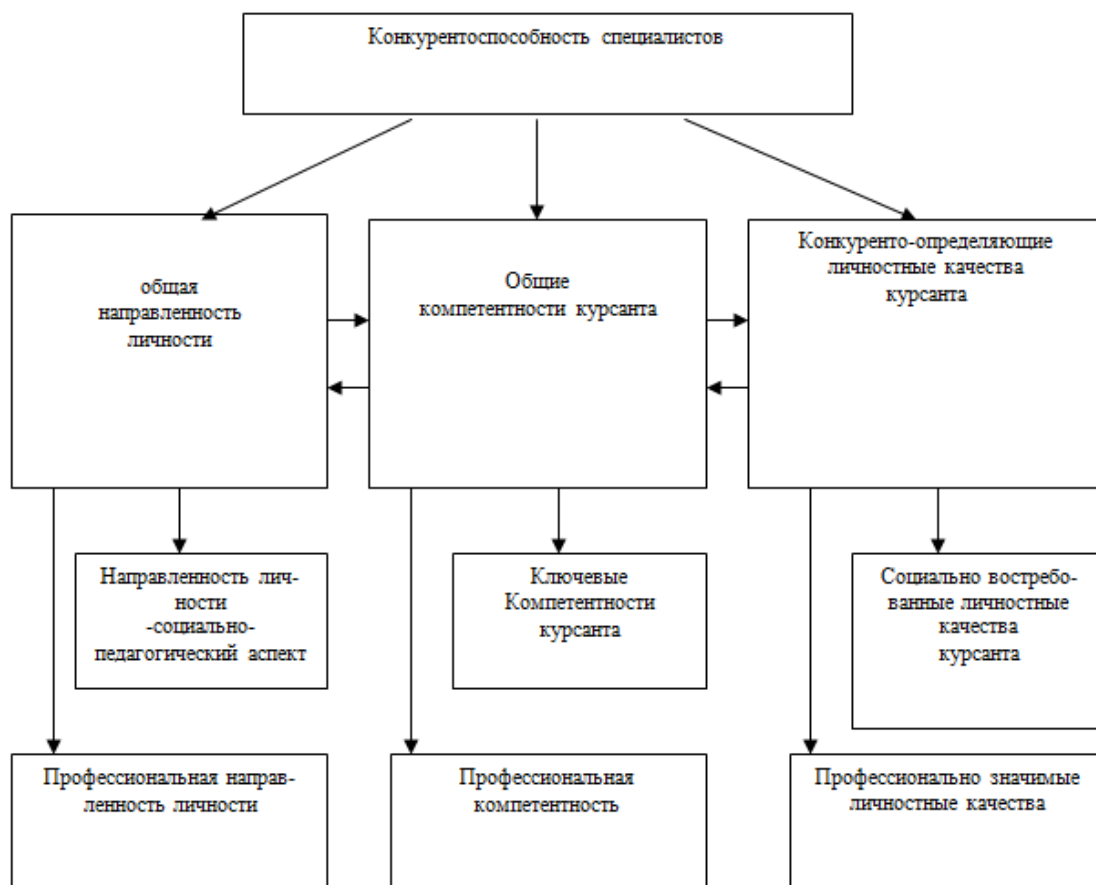 Конкурентоспособность специалистов
общая
направленность
личности
Общие
компетентности курсанта
Конкуренто-определяющие
личностные качества
курсанта
Направленность лич-
ности
-социально-
педагогический аспект
Ключевые
Компетентности
курсанта
Социально востребо-
ванные личностные
качества
курсанта
Профессиональная направ-
ленность личности
Профессиональная
компетентность
Профессионально значимые
личностные качества